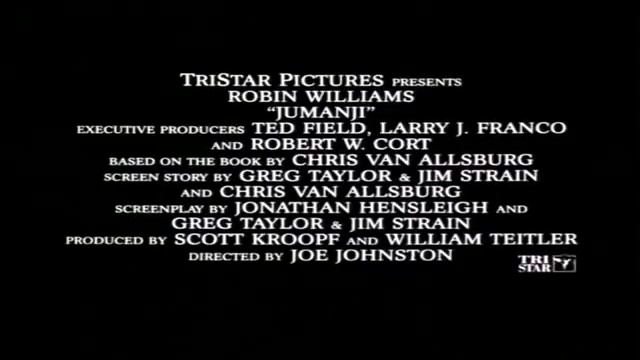 TRISTAR PICTURES PRESENTS
ROBIN WILLIAMS
"JUMANJI"
EXECUTIVE PRODUCERS TED FIELD, LARRY J. FRANCO
AND ROBERT W. CORT
BASED ON THE BOOK BY CHRIS VAN ALLSBURG
SCREEN STORY BY GREG TAYLOR & JIM STRAIN
AND CHRIS VAN ALLSBURG
SCREENPLAY BY JONATHAN HENSLEIGH AND
GREG TAYLOR & JIM STRAIN
PRODUCED BY SCOTT KROOPF AND WILLIAM TEITLER
DIRECTED BY JOE JOHNSTON
TRI
STAR